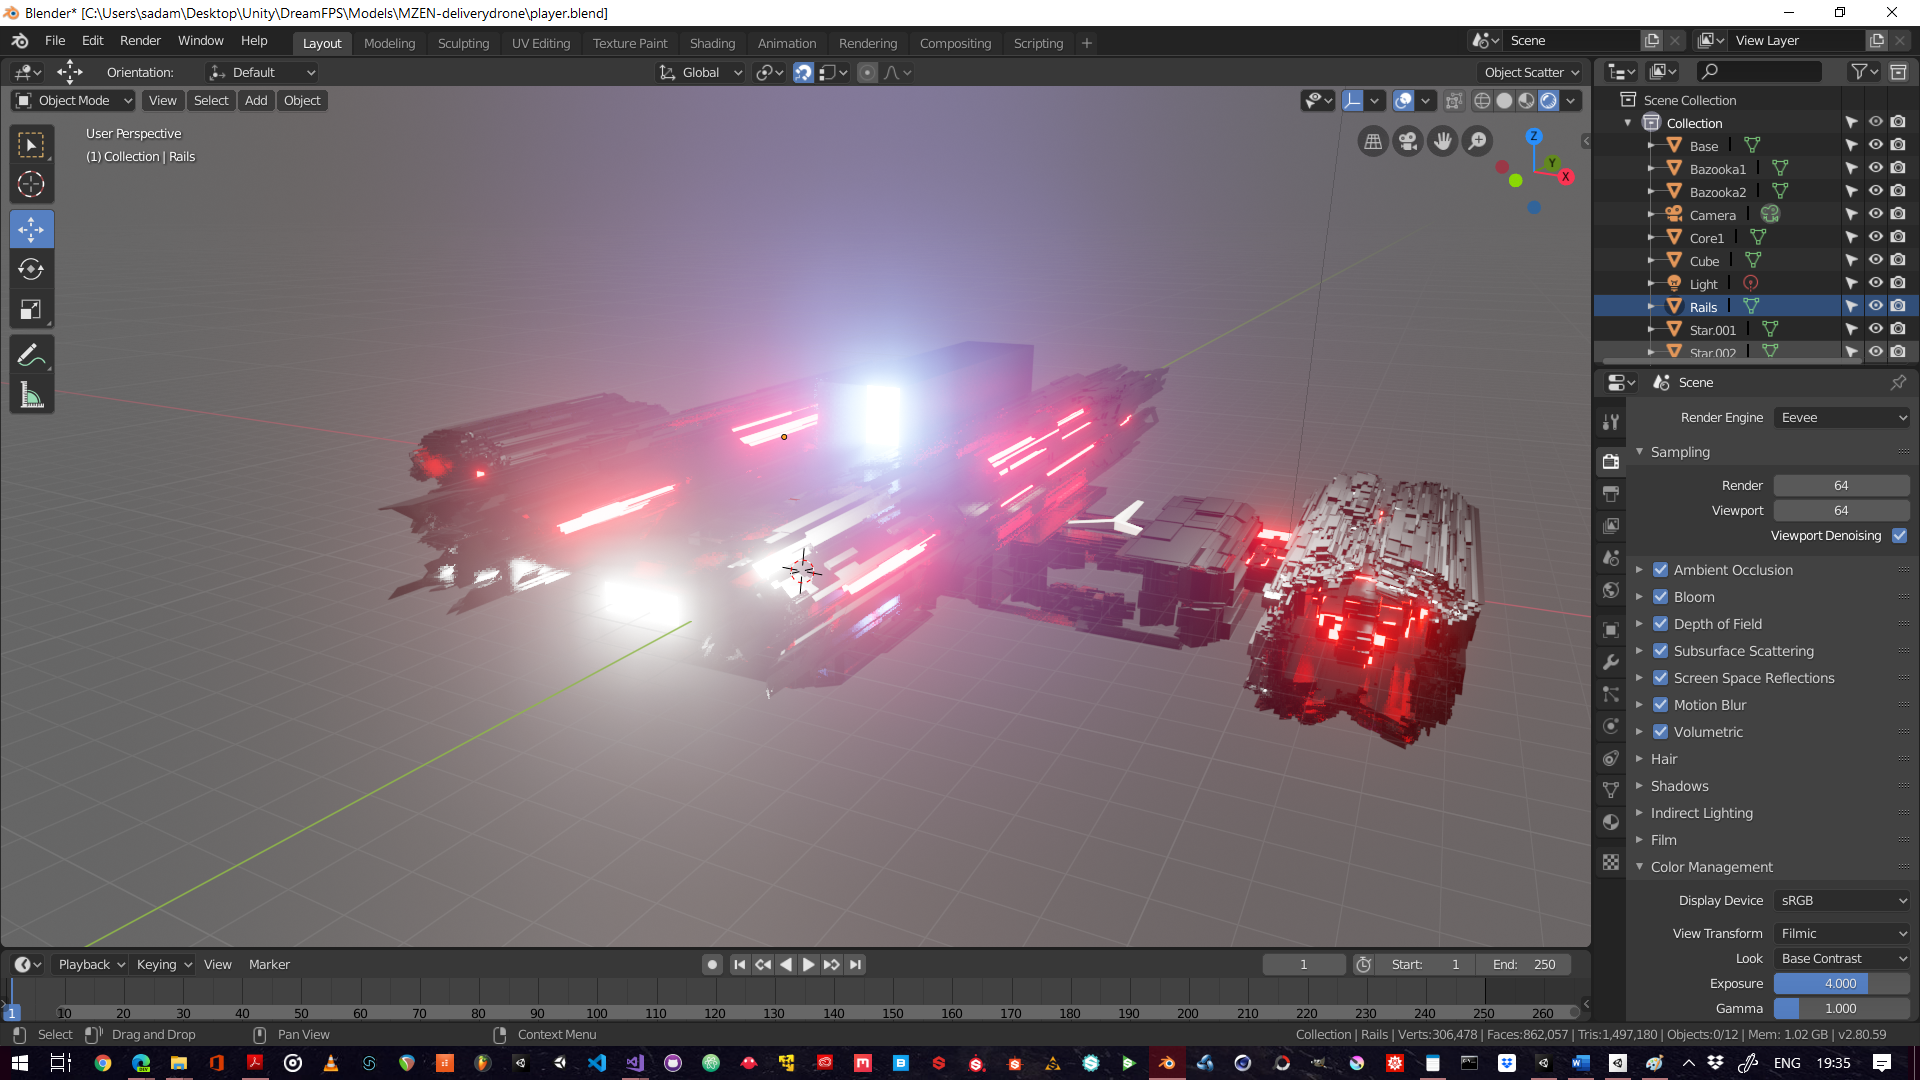 Blender* [C:\Users\sadam\Desktop\Unity\DreamFPS\Models\MZEN-deliverydrone\player.blend]
File Edit Render Window Help Layout Modeling Sculpting UV Editing Texture Paint Shading Animation Rendering Compositing Scripting + Scene View Layer
Orientation: Default Global Object Scatter
Object Mode View Select Add Object
User Perspective
(1) Collection | Rails
Z
Y
X
Scene Collection
Collection
Base
Bazooka1
Bazooka2
Camera
Core1
Cube
Light
Rails
Star.001
Star.002
Scene
Render Engine Eevee
Sampling
Render 64
Viewport 64
Viewport Denoising
Ambient Occlusion
Bloom
Depth of Field
Subsurface Scattering
Screen Space Reflections
Motion Blur
Volumetric
Hair
Shadows
Indirect Lighting
Film
Color Management
Display Device sRGB
View Transform Filmic
Look Base Contrast
Exposure 4.000
Gamma 1.000
Playback Keying View Marker 1 Start: 1 End: 250
1 10 20 30 40 50 60 70 80 90 100 110 120 130 140 150 160 170 180 190 200 210 220 230 240 250 260
Select Drag and Drop Pan View Context Menu Collection | Rails | Verts:306,478 | Faces:862,057 | Tris:1,497,180 | Objects:0/12 | Mem: 1.02 GB | v2.80.59
ENG 19:35